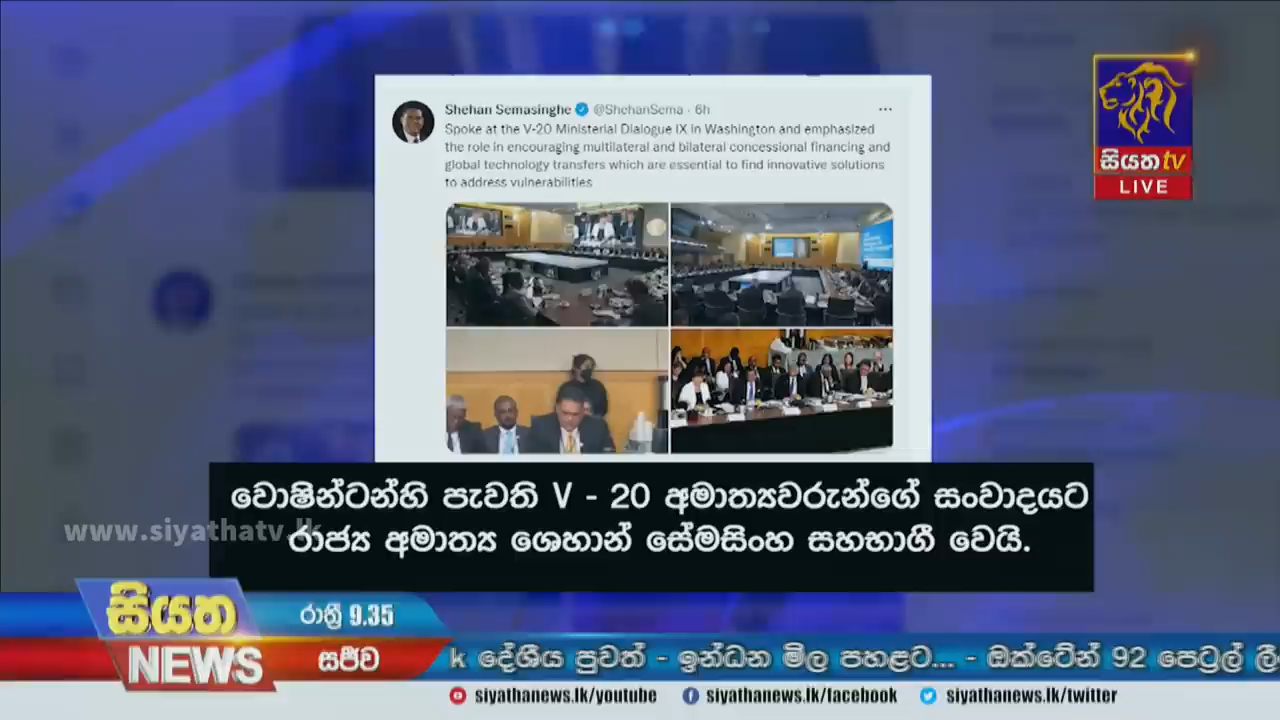 Shehan Semasinghe @ShehanSema · 6h
Spoke at the V-20 Ministerial Dialogue IX in Washington and emphasized
the role in encouraging multilateral and bilateral concessional financing and
global technology transfers which are essential to find innovative solutions
to address vulnerabilities
සියත tv
LIVE
වොෂින්ටන්හි පැවති V - 20 අමාත්‍යවරුන්ගේ සංවාදයට
රාජ්‍ය අමාත්‍ය ශෙහාන් සේමසිංහ සහභාගී වෙයි.
www.siyathatv.lk
සියත
NEWS
රාත්‍රී 9.35
සජීව
k දේශීය පුවත් - ඉන්ධන මිල පහළට... - ඔක්ටේන් 92 පෙට්‍රල් ලී
siyathanews.lk/youtube
siyathanews.lk/facebook
siyathanews.lk/twitter